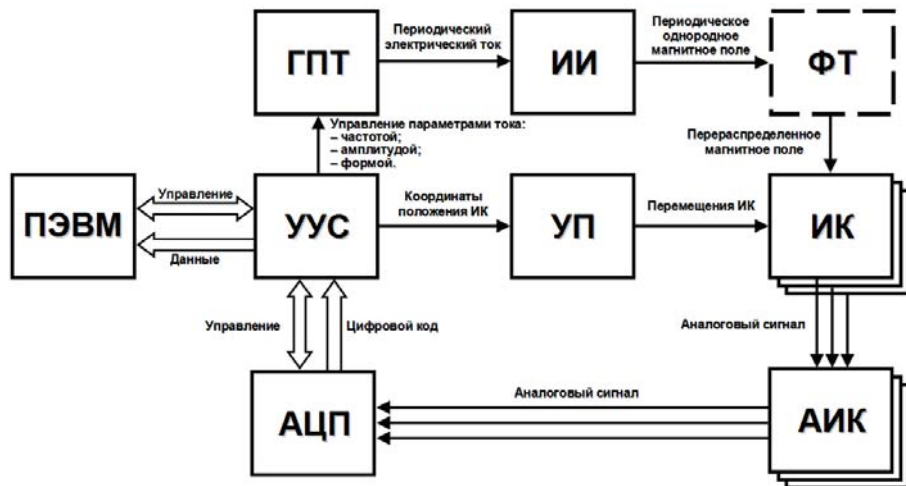 Периодический
электрический ток
Периодическое
однородное
магнитное поле
ГПТ
ИИ
ФТ
Управление параметрами тока:
– частотой;
– амплитудой;
– формой.
Перераспределенное
магнитное поле
Управление
Координаты
положения ИК
Перемещения ИК
ПЭВМ
УУС
УП
ИК
Данные
Управление
Цифровой код
Аналоговый сигнал
Аналоговый сигнал
АЦП
АИК